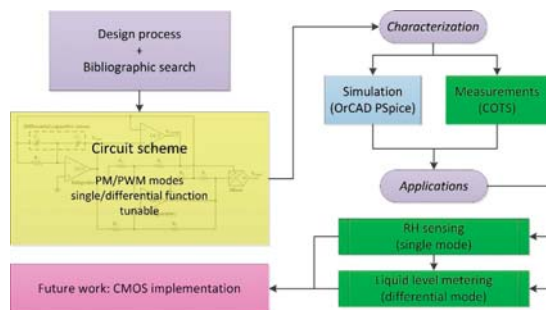 Design process
+
Bibliographic search
Circuit scheme
PM/PWM modes
single/differential function
tunable
Characterization
Simulation
(OrCAD PSpice)
Measurements
(COTS)
Applications
RH sensing
(single mode)
Liquid level metering
(differential mode)
Future work: CMOS implementation